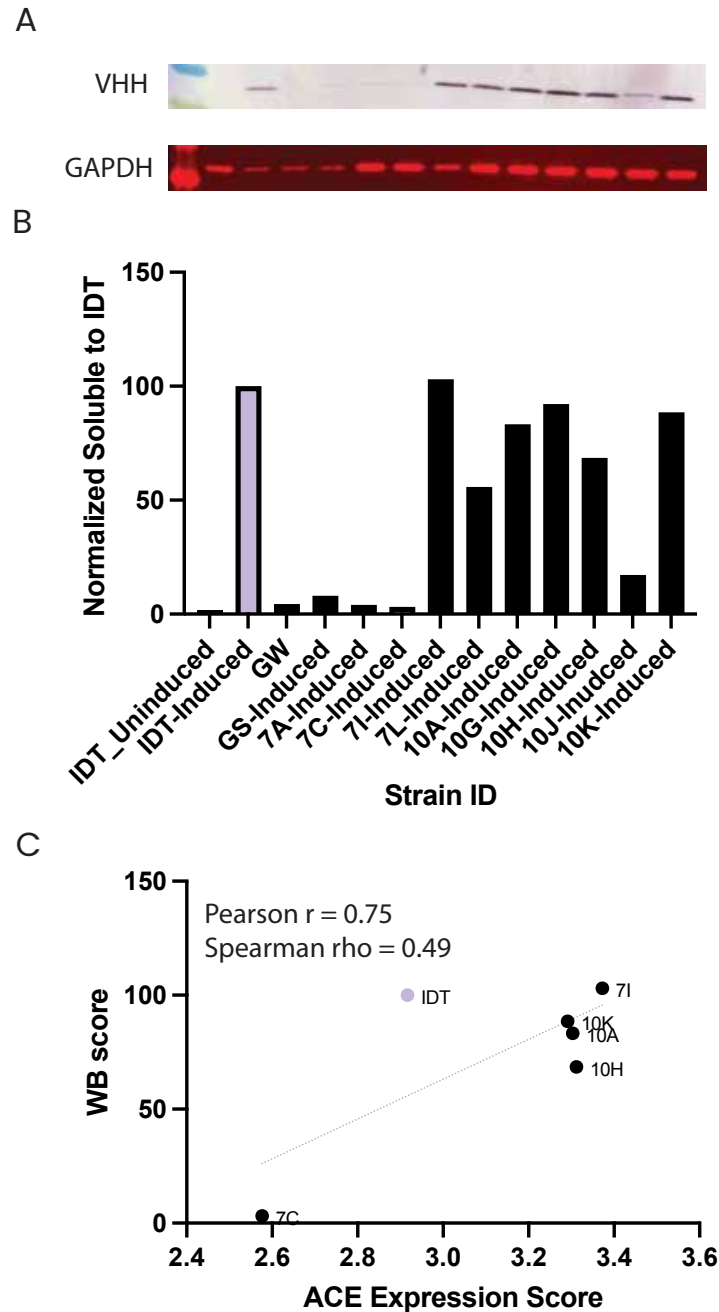 A
VHH
GAPDH
B
Normalized Soluble to IDT
150
100
50
0
IDT_Uninduced
IDT-Induced
GW
GS-Induced
7A-Induced
7C-Induced
7I-Induced
7L-Induced
10A-Induced
10G-Induced
10H-Induced
10J-Inudced
10K-Induced
Strain ID
C
WB score
150
100
50
0
Pearson r = 0.75
Spearman rho = 0.49
IDT
7I
10K
10A
10H
7C
2.4 2.6 2.8 3.0 3.2 3.4 3.6
ACE Expression Score